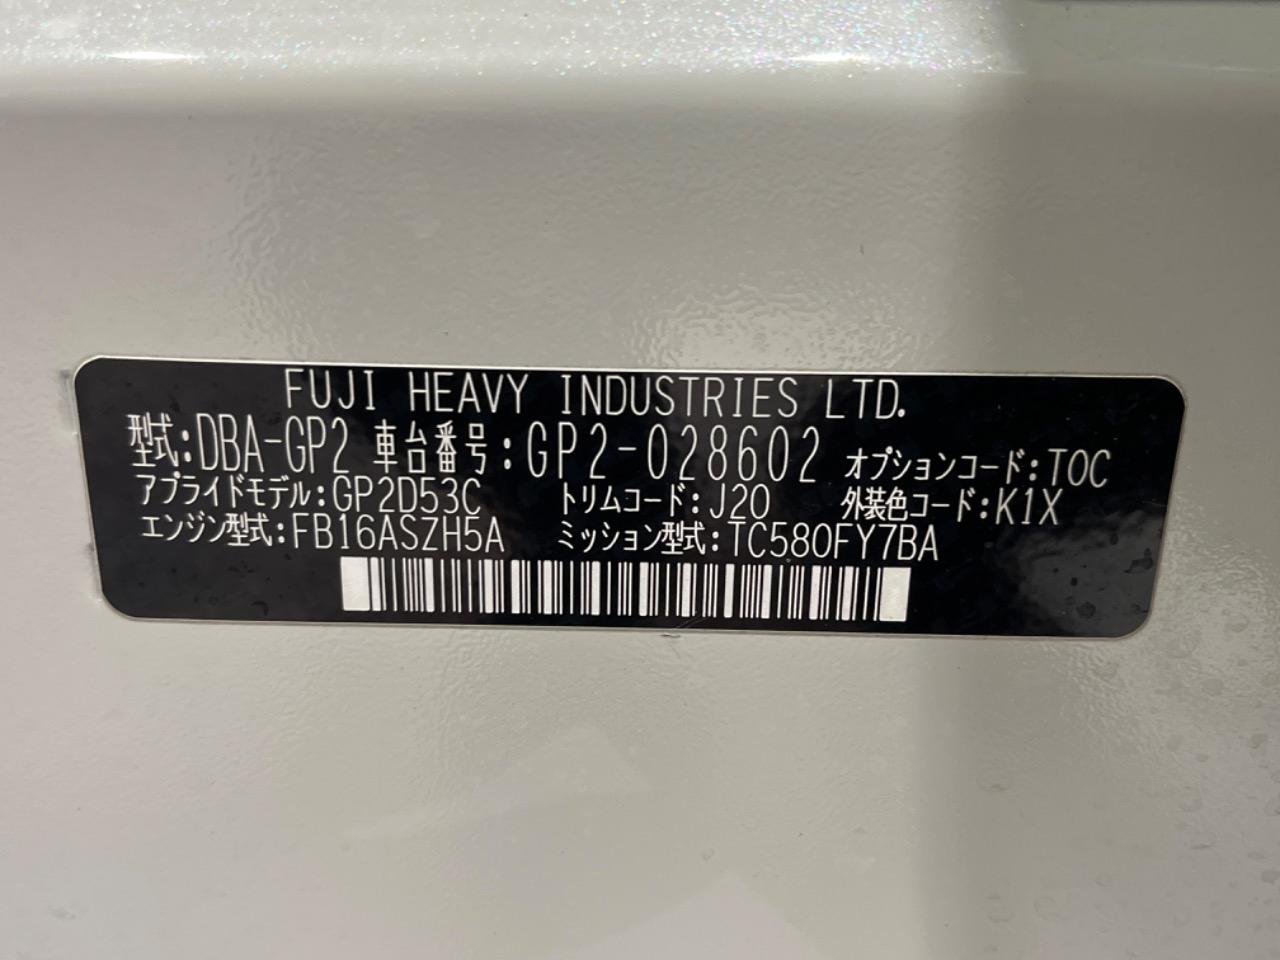 FUJI HEAVY INDUSTRIES LTD.
型式:DBA-GP2 車台番号:GP2-028602 オプションコード:TOC
アプライドモデル:GP2D53C トリムコード:J20 外装色コード:K1X
エンジン型式:FB16ASZH5A ミッション型式:TC580FY7BA